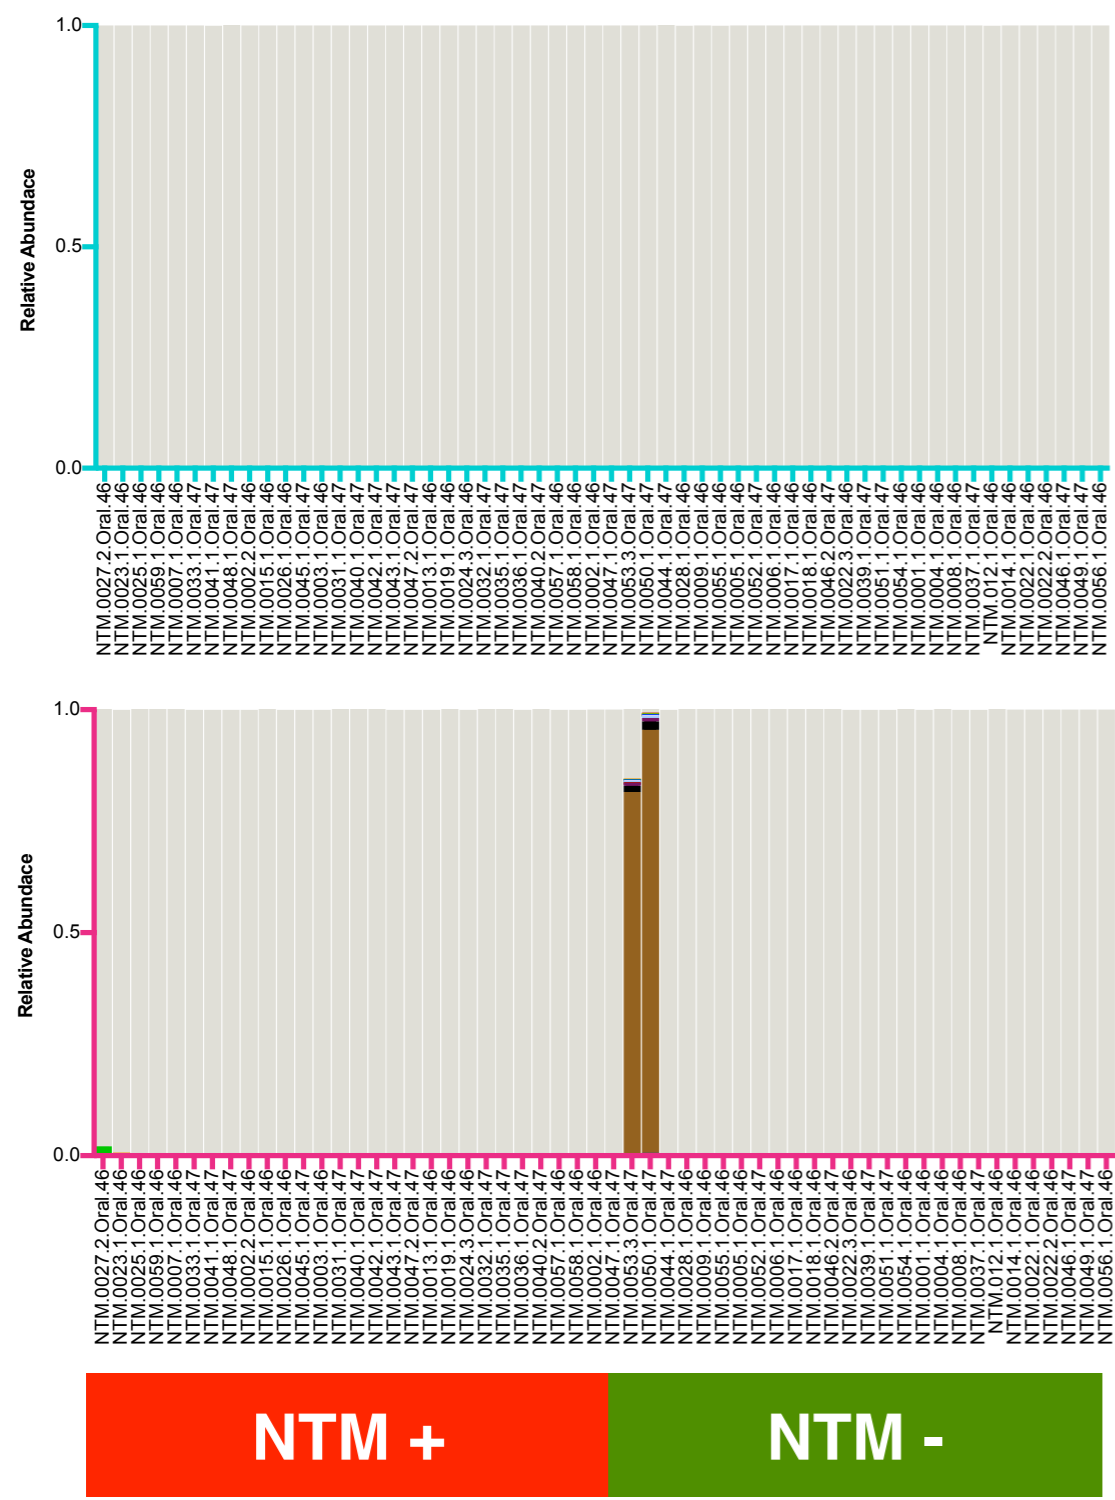 1.0
0.5
0.0
Relative Abundace
NTM.0027.2.Oral.46
NTM.0023.1.Oral.46
NTM.0025.1.Oral.46
NTM.0059.1.Oral.46
NTM.0007.1.Oral.46
NTM.0033.1.Oral.47
NTM.0041.1.Oral.47
NTM.0048.1.Oral.47
NTM.0002.2.Oral.46
NTM.0015.1.Oral.46
NTM.0026.1.Oral.46
NTM.0045.1.Oral.47
NTM.0003.1.Oral.46
NTM.0031.1.Oral.47
NTM.0040.1.Oral.47
NTM.0042.1.Oral.47
NTM.0043.1.Oral.47
NTM.0047.2.Oral.47
NTM.0013.1.Oral.46
NTM.0019.1.Oral.46
NTM.0024.3.Oral.46
NTM.0032.1.Oral.47
NTM.0035.1.Oral.47
NTM.0036.1.Oral.47
NTM.0040.2.Oral.47
NTM.0057.1.Oral.46
NTM.0058.1.Oral.46
NTM.0002.1.Oral.46
NTM.0047.1.Oral.47
NTM.0053.3.Oral.47
NTM.0050.1.Oral.47
NTM.0044.1.Oral.47
NTM.0028.1.Oral.46
NTM.0009.1.Oral.46
NTM.0055.1.Oral.46
NTM.0005.1.Oral.46
NTM.0052.1.Oral.47
NTM.0006.1.Oral.46
NTM.0017.1.Oral.46
NTM.0018.1.Oral.46
NTM.0046.2.Oral.47
NTM.0022.3.Oral.46
NTM.0039.1.Oral.47
NTM.0051.1.Oral.47
NTM.0054.1.Oral.46
NTM.0001.1.Oral.46
NTM.0004.1.Oral.46
NTM.0008.1.Oral.46
NTM.0037.1.Oral.47
NTM.012.1.Oral.46
NTM.0014.1.Oral.46
NTM.0022.1.Oral.46
NTM.0022.2.Oral.46
NTM.0046.1.Oral.47
NTM.0049.1.Oral.47
NTM.0056.1.Oral.46
1.0
0.5
0.0
Relative Abundace
NTM.0027.2.Oral.46
NTM.0023.1.Oral.46
NTM.0025.1.Oral.46
NTM.0059.1.Oral.46
NTM.0007.1.Oral.46
NTM.0033.1.Oral.47
NTM.0041.1.Oral.47
NTM.0048.1.Oral.47
NTM.0002.2.Oral.46
NTM.0015.1.Oral.46
NTM.0026.1.Oral.46
NTM.0045.1.Oral.47
NTM.0003.1.Oral.46
NTM.0031.1.Oral.47
NTM.0040.1.Oral.47
NTM.0042.1.Oral.47
NTM.0043.1.Oral.47
NTM.0047.2.Oral.47
NTM.0013.1.Oral.46
NTM.0019.1.Oral.46
NTM.0024.3.Oral.46
NTM.0032.1.Oral.47
NTM.0035.1.Oral.47
NTM.0036.1.Oral.47
NTM.0040.2.Oral.47
NTM.0057.1.Oral.46
NTM.0058.1.Oral.46
NTM.0002.1.Oral.46
NTM.0047.1.Oral.47
NTM.0053.3.Oral.47
NTM.0050.1.Oral.47
NTM.0044.1.Oral.47
NTM.0028.1.Oral.46
NTM.0009.1.Oral.46
NTM.0055.1.Oral.46
NTM.0005.1.Oral.46
NTM.0052.1.Oral.47
NTM.0006.1.Oral.46
NTM.0017.1.Oral.46
NTM.0018.1.Oral.46
NTM.0046.2.Oral.47
NTM.0022.3.Oral.46
NTM.0039.1.Oral.47
NTM.0051.1.Oral.47
NTM.0054.1.Oral.46
NTM.0001.1.Oral.46
NTM.0004.1.Oral.46
NTM.0008.1.Oral.46
NTM.0037.1.Oral.47
NTM.012.1.Oral.46
NTM.0014.1.Oral.46
NTM.0022.1.Oral.46
NTM.0022.2.Oral.46
NTM.0046.1.Oral.47
NTM.0049.1.Oral.47
NTM.0056.1.Oral.46
NTM +
NTM -